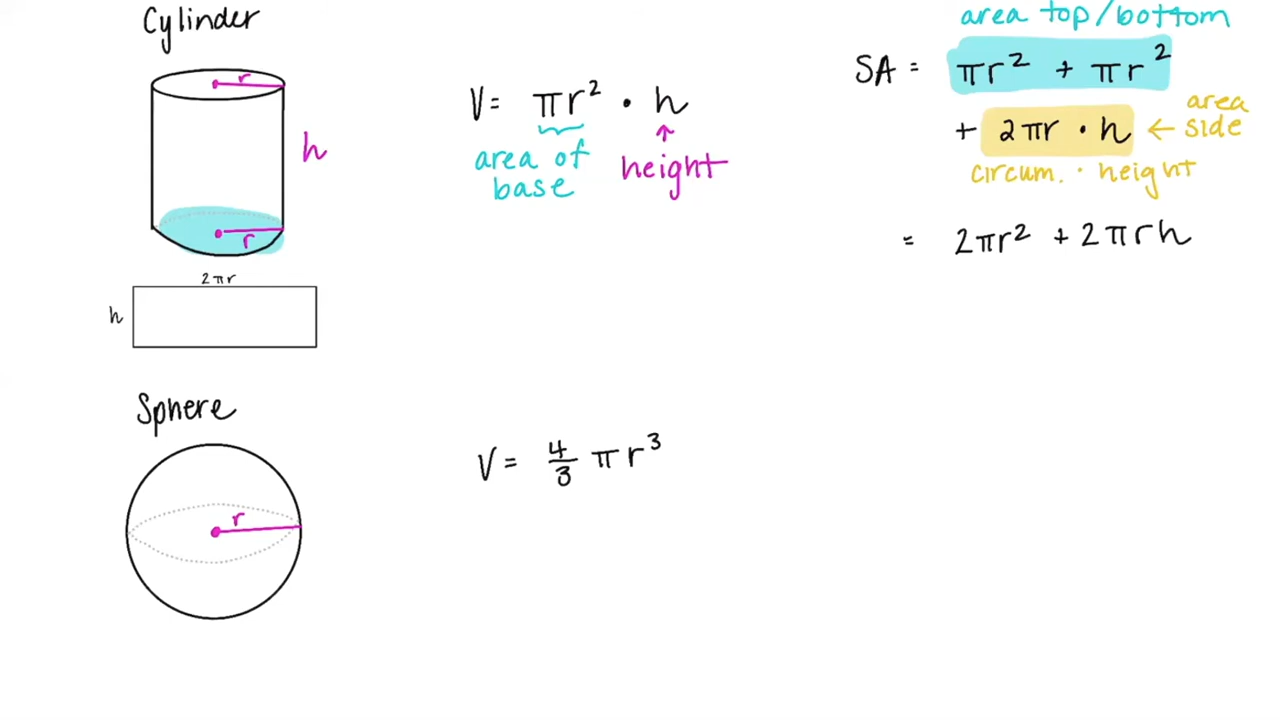 Cylinder
r
h
r
2πr
h
V = πr² · h
area of base
height
area top/bottom
SA = πr² + πr²
+ 2πr · h ← area side
circum. · height
= 2πr² + 2πrh
Sphere
r
V = 4/3 πr³